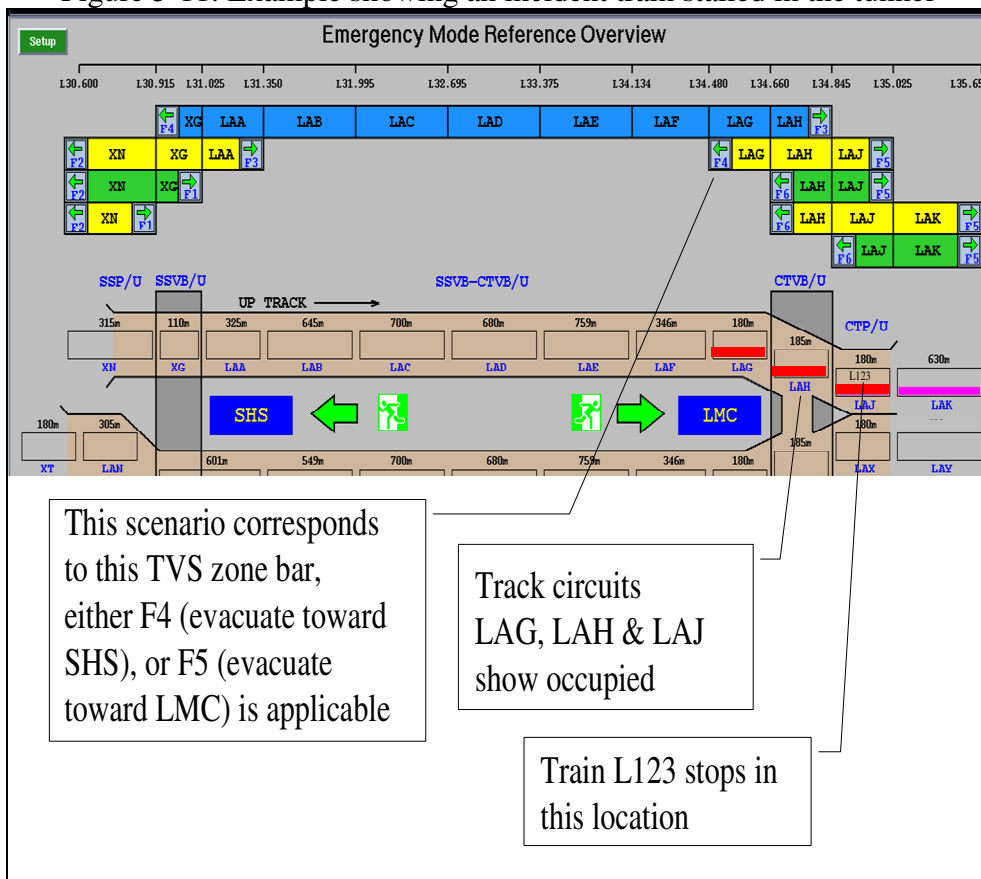 Figure 3-11: Example showing an incident train stalled in the tunnel
Setup
Emergency Mode Reference Overview
L30.600 L30.915 L31.025 L31.350 L31.995 L32.695 L33.375 L34.134 L34.480 L34.660 L34.845 L35.025 L35.65
F4 XG LAA LAB LAC LAD LAE LAF LAG LAH F3
F2 XN XG LAA F3 F4 LAG LAH LAJ F5
F2 XN XG F1 F6 LAH LAJ F5
F2 XN F1 F6 LAH LAJ LAK F5
F6 LAJ LAK F5
SSP/U SSVB/U SSVB-CTVB/U CTVB/U
UP TRACK
CTP/U
315m 110m 325m 645m 700m 680m 759m 346m 180m
185m
180m 630m
L123
XN XG LAA LAB LAC LAD LAE LAF LAG
LAH
LAJ LAK
SHS LMC
180m 305m 180m
185m
601m 549m 700m 680m 759m 346m 180m
XT LAN LAX LAY
This scenario corresponds
to this TVS zone bar,
either F4 (evacuate toward
SHS), or F5 (evacuate
toward LMC) is applicable
Track circuits
LAG, LAH & LAJ
show occupied
Train L123 stops in
this location